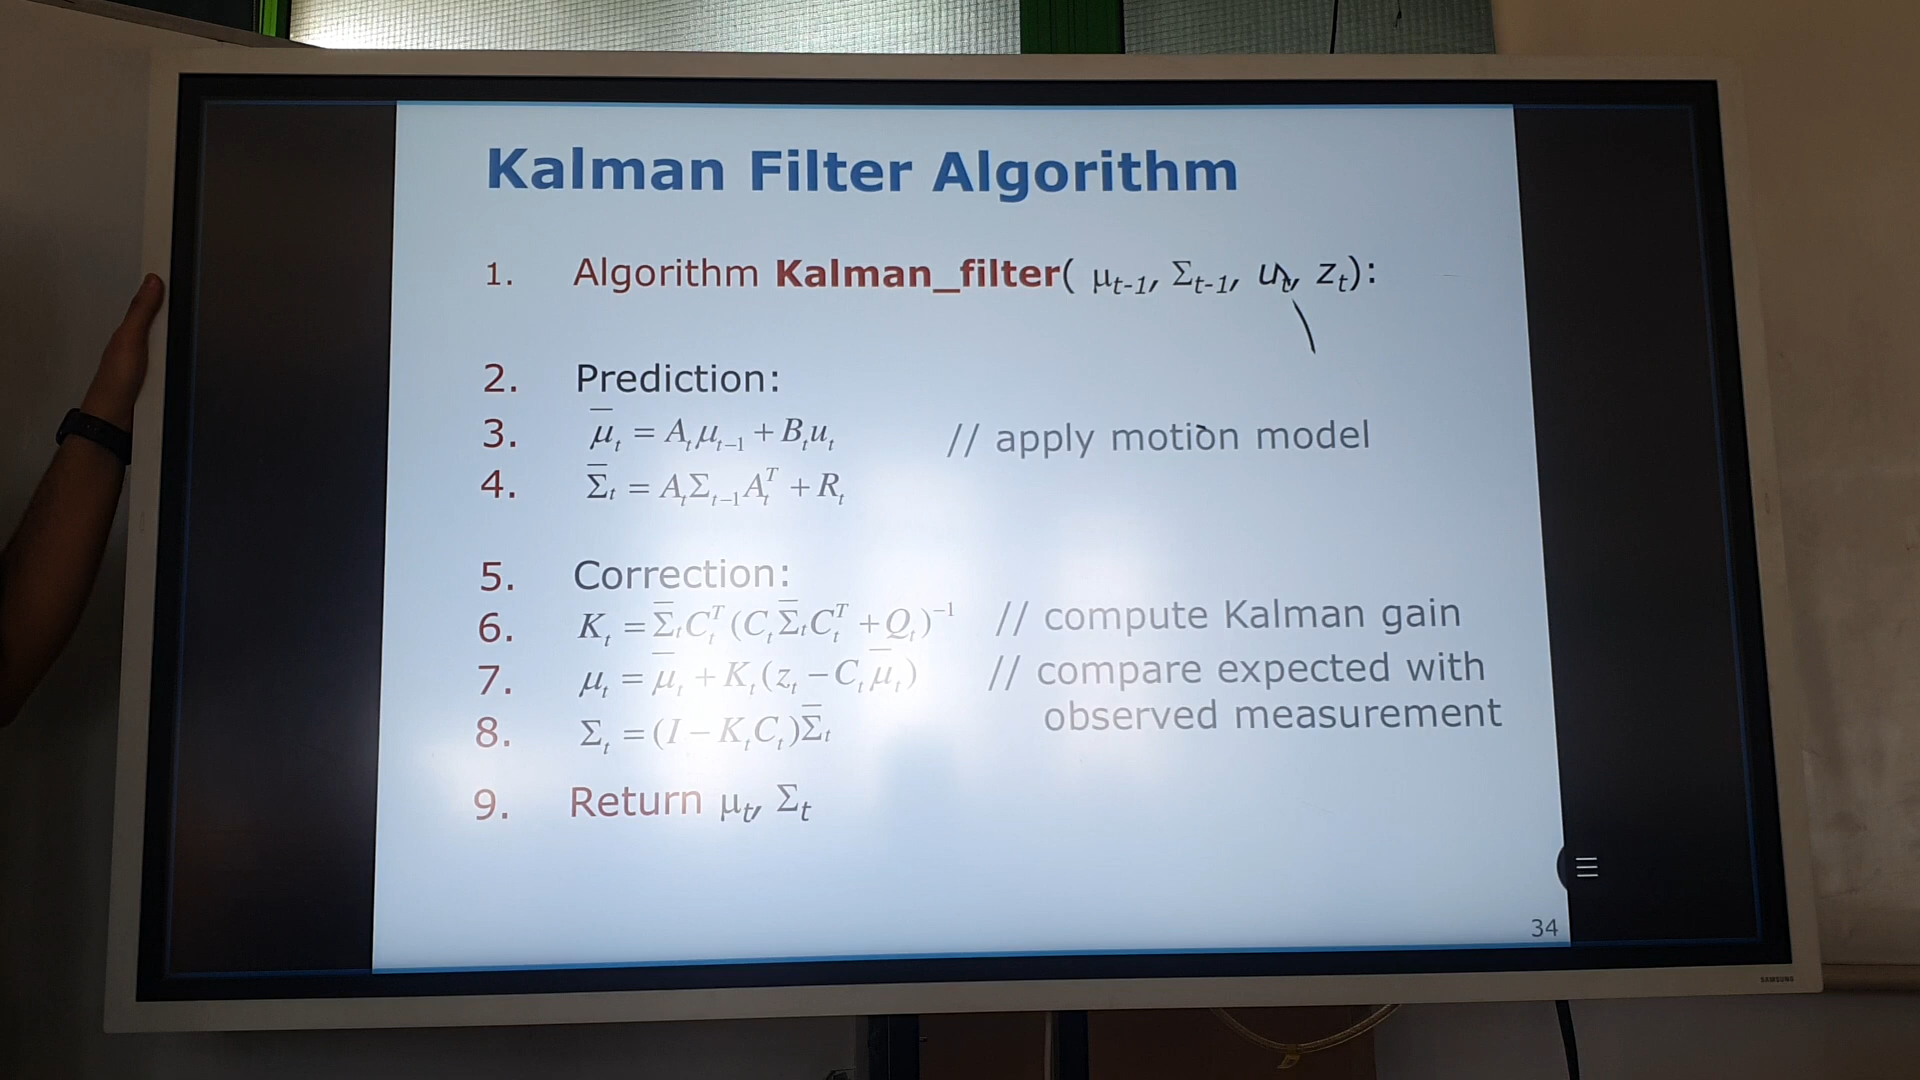 Kalman Filter Algorithm
1. Algorithm Kalman_filter( μt-1, Σt-1, ut, zt):
2. Prediction:
3. μ̅t = Atμt−1 + Btut // apply motion model
4. Σ̅t = AtΣt−1AtT + Rt
5. Correction:
6. Kt = Σ̅tCtT(CtΣ̅tCtT + Qt)−1 // compute Kalman gain
7. μt = μ̅t + Kt(zt − Ctμ̅t) // compare expected with
observed measurement
8. Σt = (I − KtCt)Σ̅t
9. Return μt, Σt
34
SAMSUNG